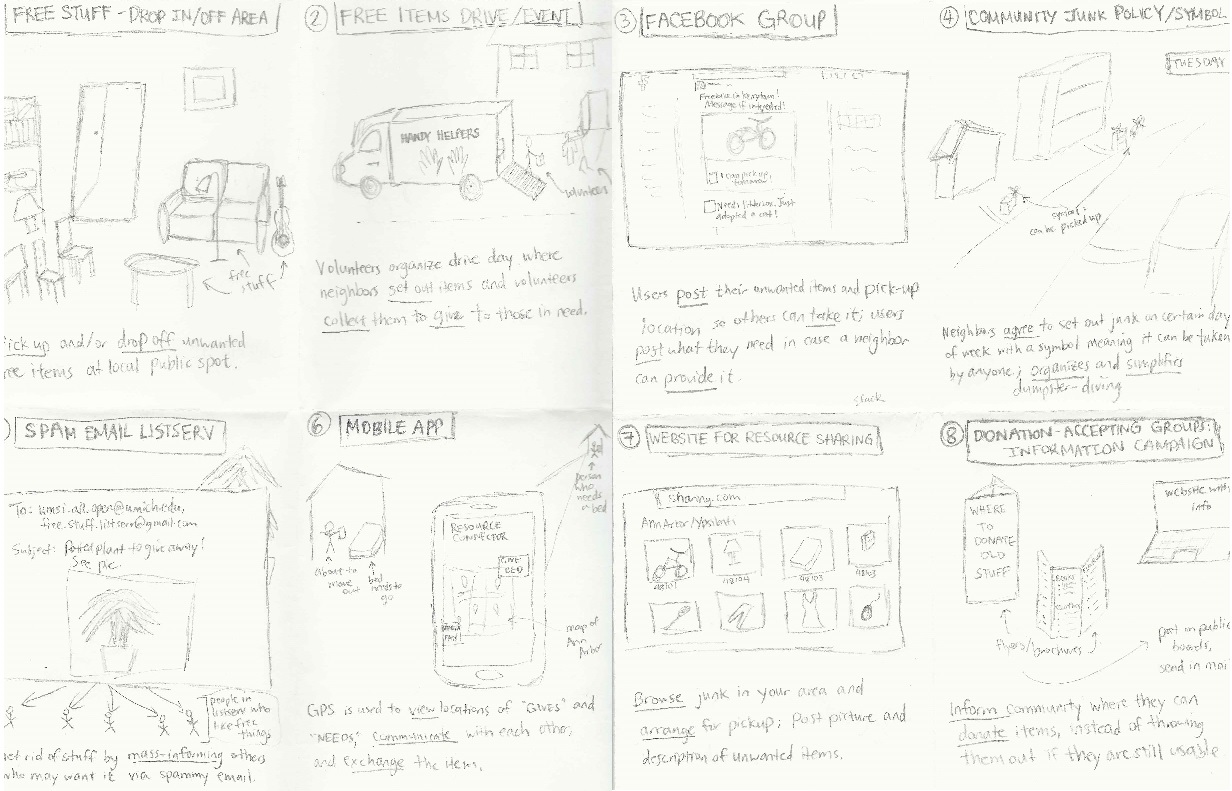 FREE STUFF - DROP IN/OFF AREA
free stuff
ick up and/or drop off unwanted
ee items at local public spot.
② FREE ITEMS DRIVE/EVENT
HANDY HELPERS
volunteers
Volunteers organize drive day where
neighbors set out items and volunteers
collect them to give to those in need.
③ FACEBOOK GROUP
Message if interested!
I can pick up
Just
adopted a cat!
Users post their unwanted items and pick-up
location so others can take it; users
post what they need in case a neighbor
can provide it.
④ COMMUNITY JUNK POLICY/SYMBOL
TUESDAY
symbol:
can be picked up
Neighbors agree to set out junk on certain day
of week with a symbol meaning it can be taken
by anyone; organizes and simplifies
dumpster-diving
SPAM EMAIL LISTSERV
To: umsi-all.open@umich.edu,
free.stuff.listserv@gmail.com
Subject: Potted plant to give away!
See pic.
people in
listserv who
like free
things
et rid of stuff by mass-informing others
who may want it via spammy email.
⑥ MOBILE APP
about to
move
out
bed
needs to
go
RESOURCE
CONNECTOR
person
who
needs
a bed
map of
Ann
Arbor
GPS is used to view locations of "GIVES" and
"NEEDS," communicate with each other,
and exchange the item.
slack
⑦ WEBSITE FOR RESOURCE SHARING
sharing.com
Ann Arbor/Ypsilanti
48104
48103
48103
Browse junk in your area and
arrange for pickup; post picture and
description of unwanted items.
⑧ DONATION-ACCEPTING GROUPS:
INFORMATION CAMPAIGN
WHERE
TO
DONATE
OLD
STUFF
website with
info
flyers/brochures
post on public
boards,
send in mail
Inform community where they can
donate items, instead of throwing
them out if they are still usable